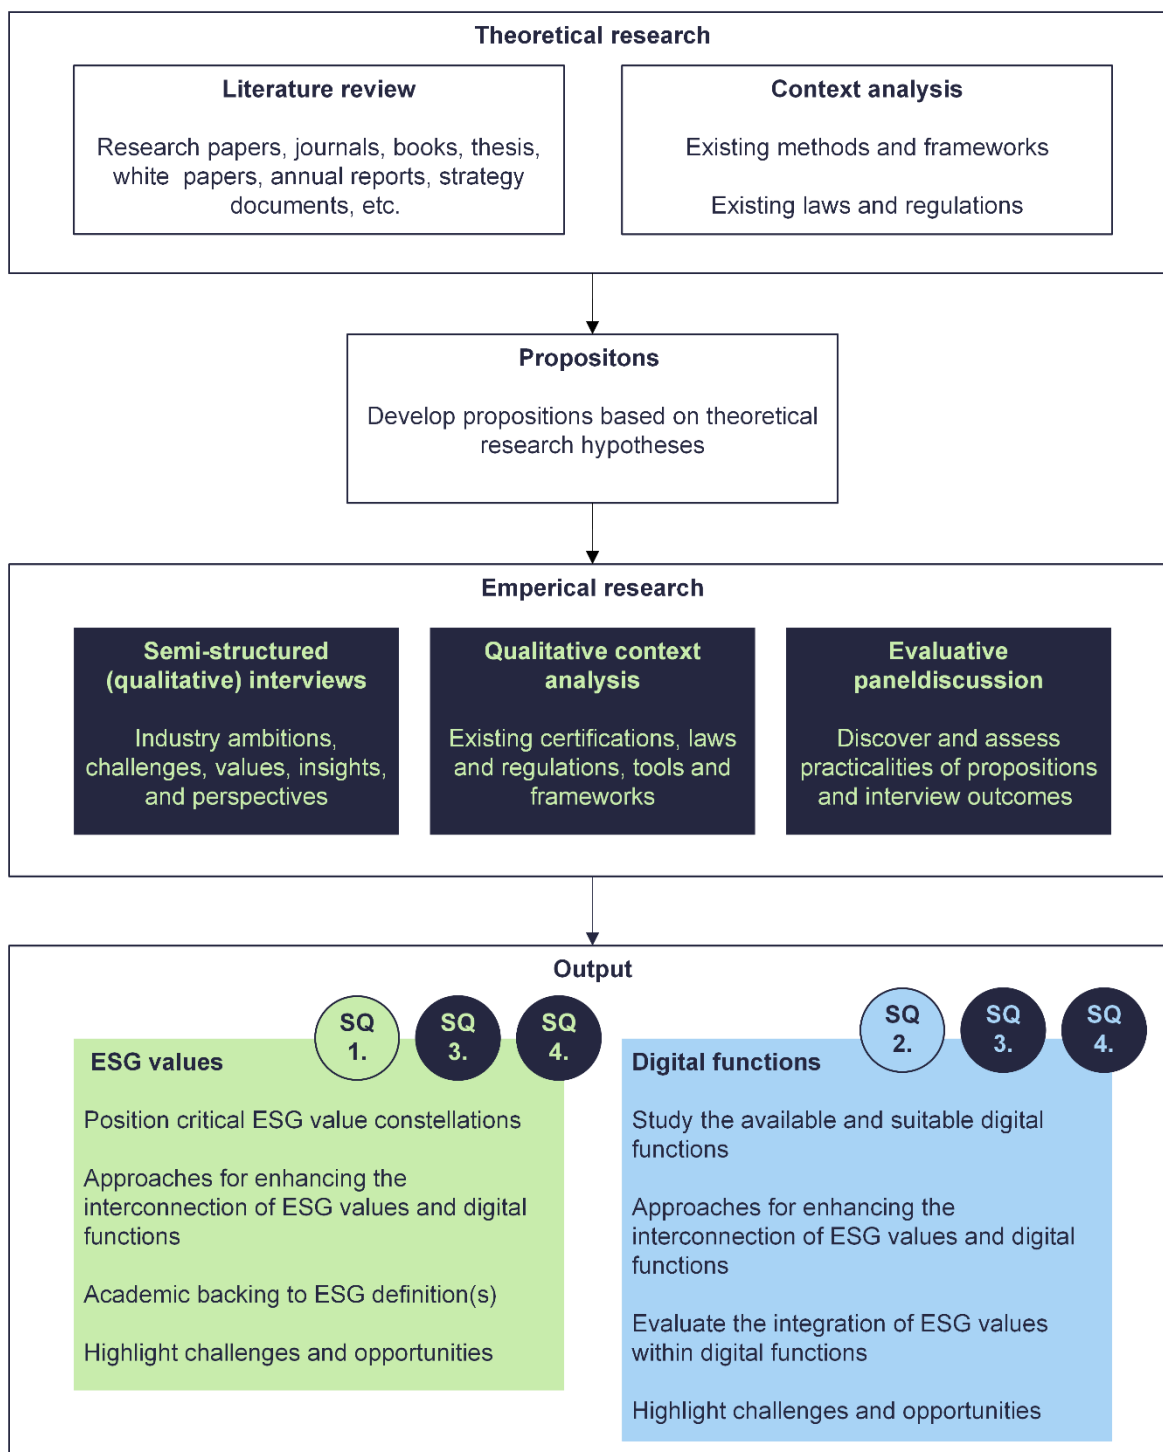 Theoretical research
Literature review
Research papers, journals, books, thesis,
white papers, annual reports, strategy
documents, etc.
Context analysis
Existing methods and frameworks
Existing laws and regulations
Propositons
Develop propositions based on theoretical
research hypotheses
Emperical research
Semi-structured
(qualitative) interviews
Industry ambitions,
challenges, values, insights,
and perspectives
Qualitative context
analysis
Existing certifications, laws
and regulations, tools and
frameworks
Evaluative
paneldiscussion
Discover and assess
practicalities of propositions
and interview outcomes
Output
SQ
1.
SQ
3.
SQ
4.
ESG values
Position critical ESG value constellations
Approaches for enhancing the
interconnection of ESG values and digital
functions
Academic backing to ESG definition(s)
Highlight challenges and opportunities
SQ
2.
SQ
3.
SQ
4.
Digital functions
Study the available and suitable digital
functions
Approaches for enhancing the
interconnection of ESG values and digital
functions
Evaluate the integration of ESG values
within digital functions
Highlight challenges and opportunities